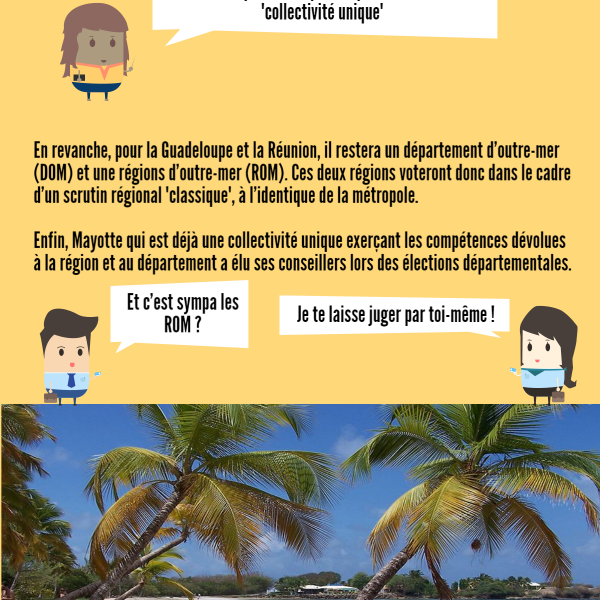 'collectivité unique'
En revanche, pour la Guadeloupe et la Réunion, il restera un département d'outre-mer
(DOM) et une régions d'outre-mer (ROM). Ces deux régions voteront donc dans le cadre
d'un scrutin régional 'classique', à l'identique de la métropole.
Enfin, Mayotte qui est déjà une collectivité unique exerçant les compétences dévolues
à la région et au département a élu ses conseillers lors des élections départementales.
Et c'est sympa les
ROM ?
Je te laisse juger par toi-même !